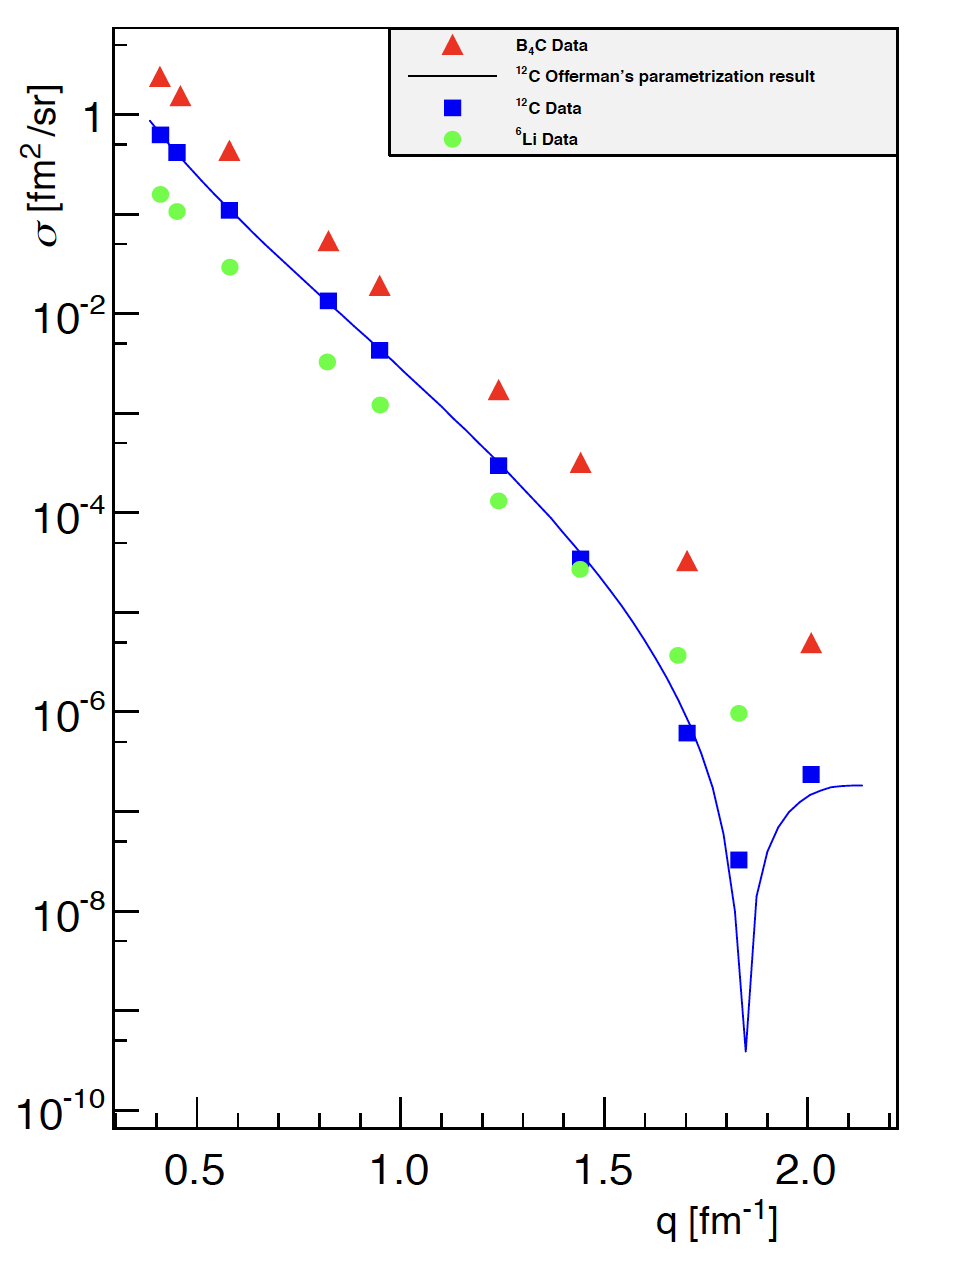 B₄C Data
¹²C Offerman's parametrization result
¹²C Data
⁶Li Data
σ [fm²/sr]
1
10⁻²
10⁻⁴
10⁻⁶
10⁻⁸
10⁻¹⁰
0.5 1.0 1.5 2.0
q [fm⁻¹]